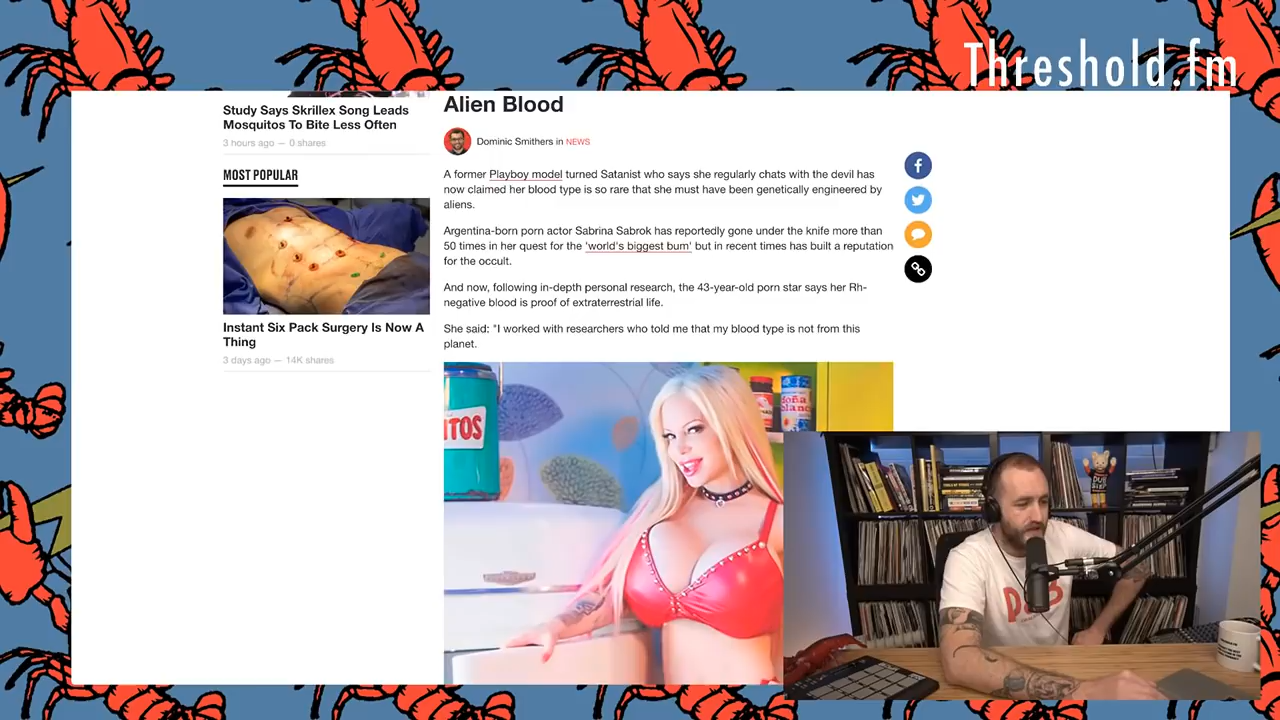 Threshold.fm
Study Says Skrillex Song Leads
Mosquitos To Bite Less Often
3 hours ago — 0 shares
MOST POPULAR
Instant Six Pack Surgery Is Now A
Thing
3 days ago — 14K shares
Alien Blood
Dominic Smithers in NEWS
A former Playboy model turned Satanist who says she regularly chats with the devil has
now claimed her blood type is so rare that she must have been genetically engineered by
aliens.
Argentina-born porn actor Sabrina Sabrok has reportedly gone under the knife more than
50 times in her quest for the 'world's biggest bum' but in recent times has built a reputation
for the occult.
And now, following in-depth personal research, the 43-year-old porn star says her Rh-
negative blood is proof of extraterrestrial life.
She said: "I worked with researchers who told me that my blood type is not from this
planet.
ITOS
doña
blanc